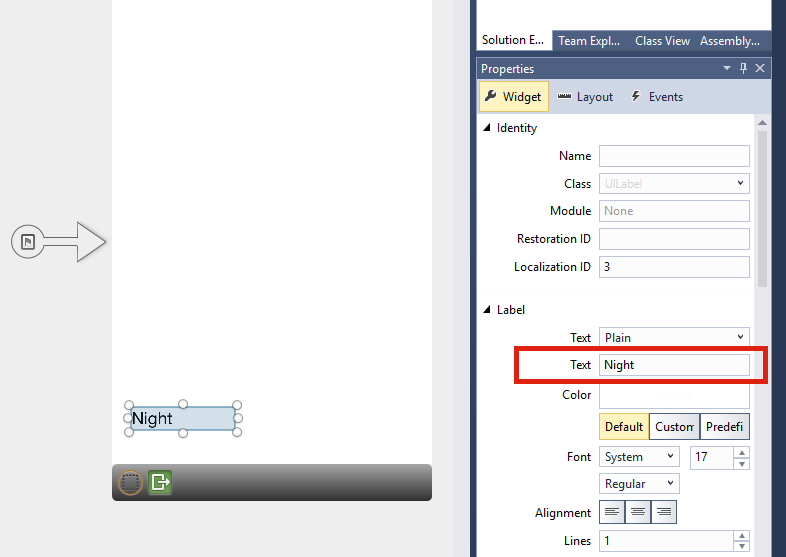 Solution E...
Team Expl...
Class View
Assembly...
Properties
Widget
Layout
Events
Identity
Name
Class UILabel
Module None
Restoration ID
Localization ID 3
Label
Text Plain
Text Night
Color
Default Custom Predefi
Font System 17
Regular
Alignment
Lines 1
Night